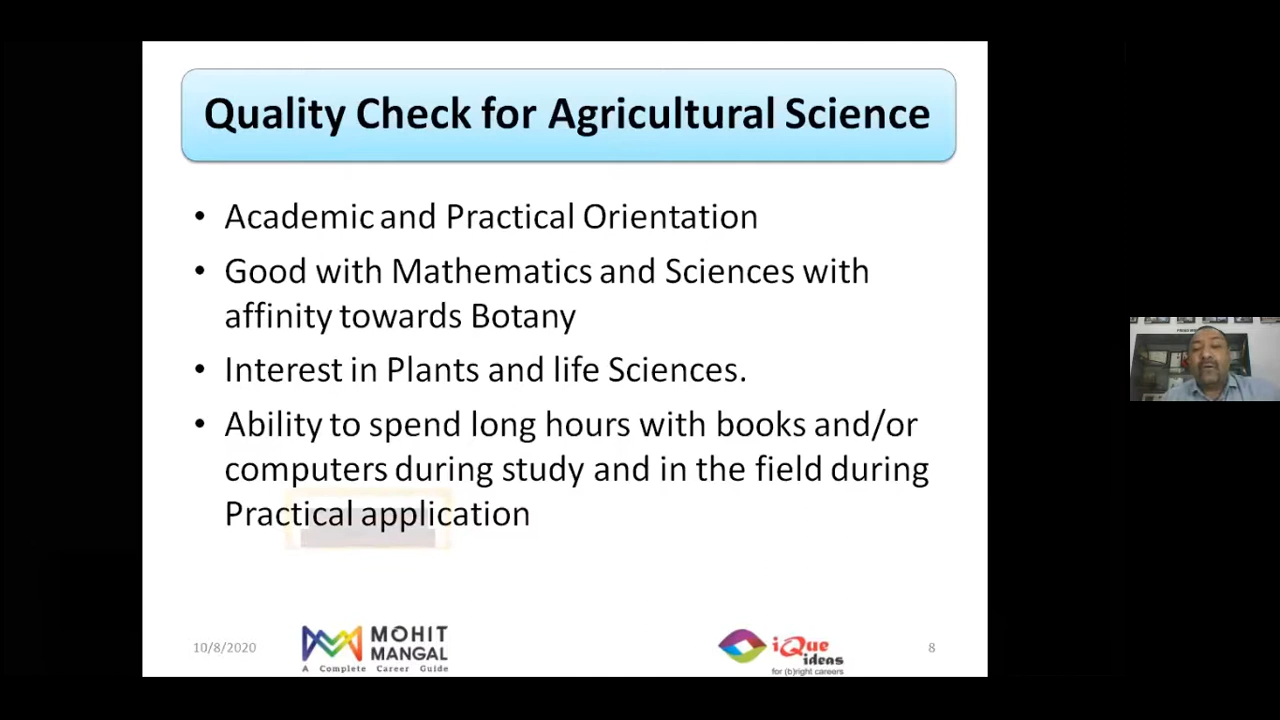 Quality Check for Agricultural Science
• Academic and Practical Orientation
• Good with Mathematics and Sciences with
affinity towards Botany
• Interest in Plants and life Sciences.
• Ability to spend long hours with books and/or
computers during study and in the field during
Practical application
10/8/2020
MOHIT
MANGAL
A Complete Career Guide
iQue
ideas
for (b)right careers
8